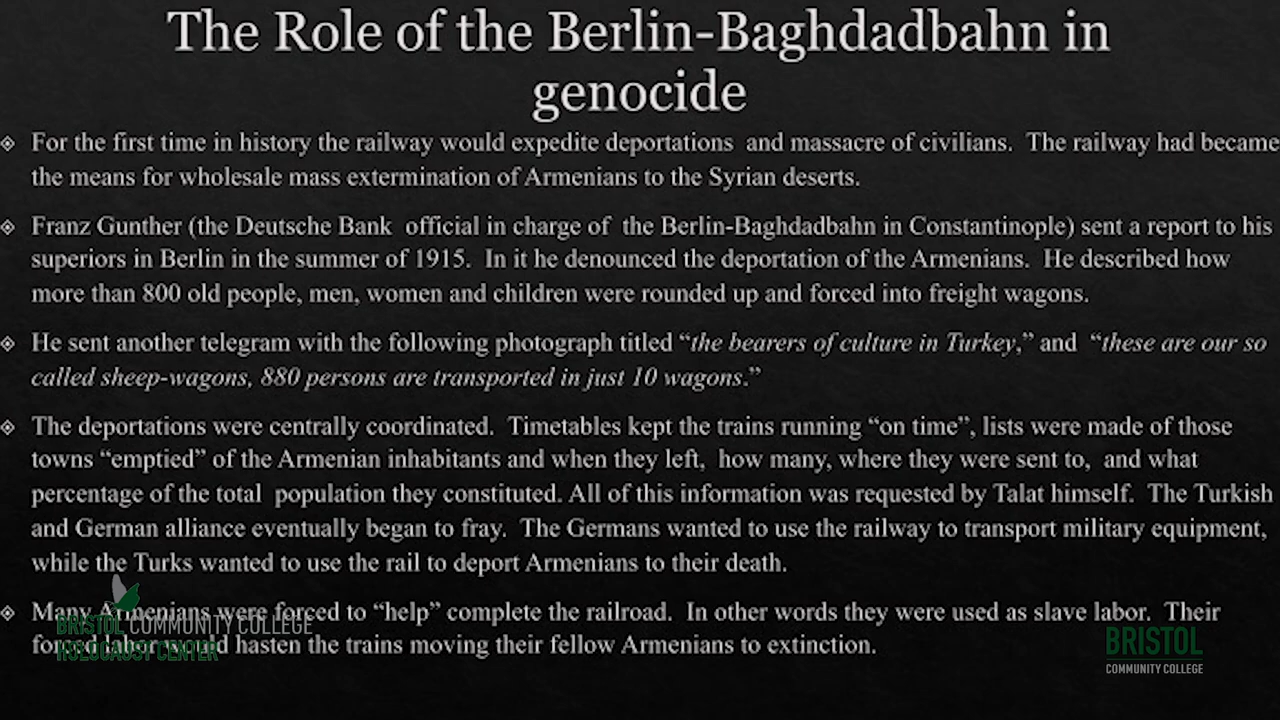 The Role of the Berlin-Baghdadbahn in
genocide
For the first time in history the railway would expedite deportations and massacre of civilians. The railway had became
the means for wholesale mass extermination of Armenians to the Syrian deserts.
Franz Gunther (the Deutsche Bank official in charge of the Berlin-Baghdadbahn in Constantinople) sent a report to his
superiors in Berlin in the summer of 1915. In it he denounced the deportation of the Armenians. He described how
more than 800 old people, men, women and children were rounded up and forced into freight wagons.
He sent another telegram with the following photograph titled “the bearers of culture in Turkey,” and “these are our so
called sheep-wagons, 880 persons are transported in just 10 wagons.”
The deportations were centrally coordinated. Timetables kept the trains running “on time”, lists were made of those
towns “emptied” of the Armenian inhabitants and when they left, how many, where they were sent to, and what
percentage of the total population they constituted. All of this information was requested by Talat himself. The Turkish
and German alliance eventually began to fray. The Germans wanted to use the railway to transport military equipment,
while the Turks wanted to use the rail to deport Armenians to their death.
Many Armenians were forced to “help” complete the railroad. In other words they were used as slave labor. Their
forced labor would hasten the trains moving their fellow Armenians to extinction.
BRISTOL COMMUNITY COLLEGE
HOLOCAUST CENTER
BRISTOL
COMMUNITY COLLEGE